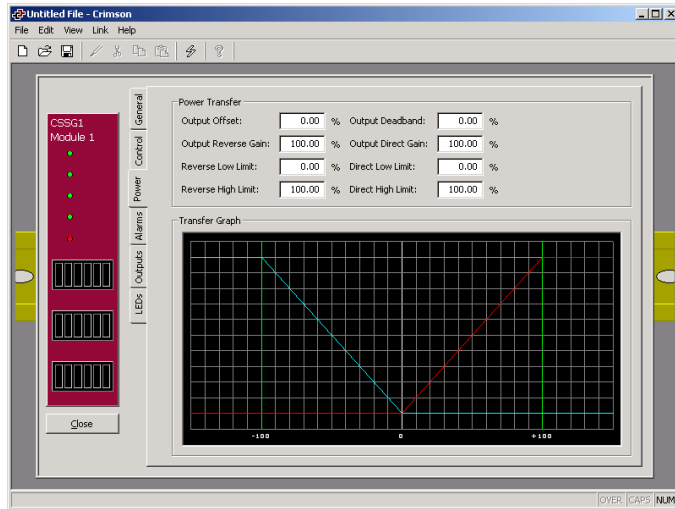 Untitled File - Crimson
File Edit View Link Help
CSSG1
Module 1
General
Control
Power
Alarms
Outputs
LEDs
Power Transfer
Output Offset: 0.00 % Output Deadband: 0.00 %
Output Reverse Gain: 100.00 % Output Direct Gain: 100.00 %
Reverse Low Limit: 0.00 % Direct Low Limit: 0.00 %
Reverse High Limit: 100.00 % Direct High Limit: 100.00 %
Transfer Graph
-100 0 +100
Close
OVER CAPS NUM